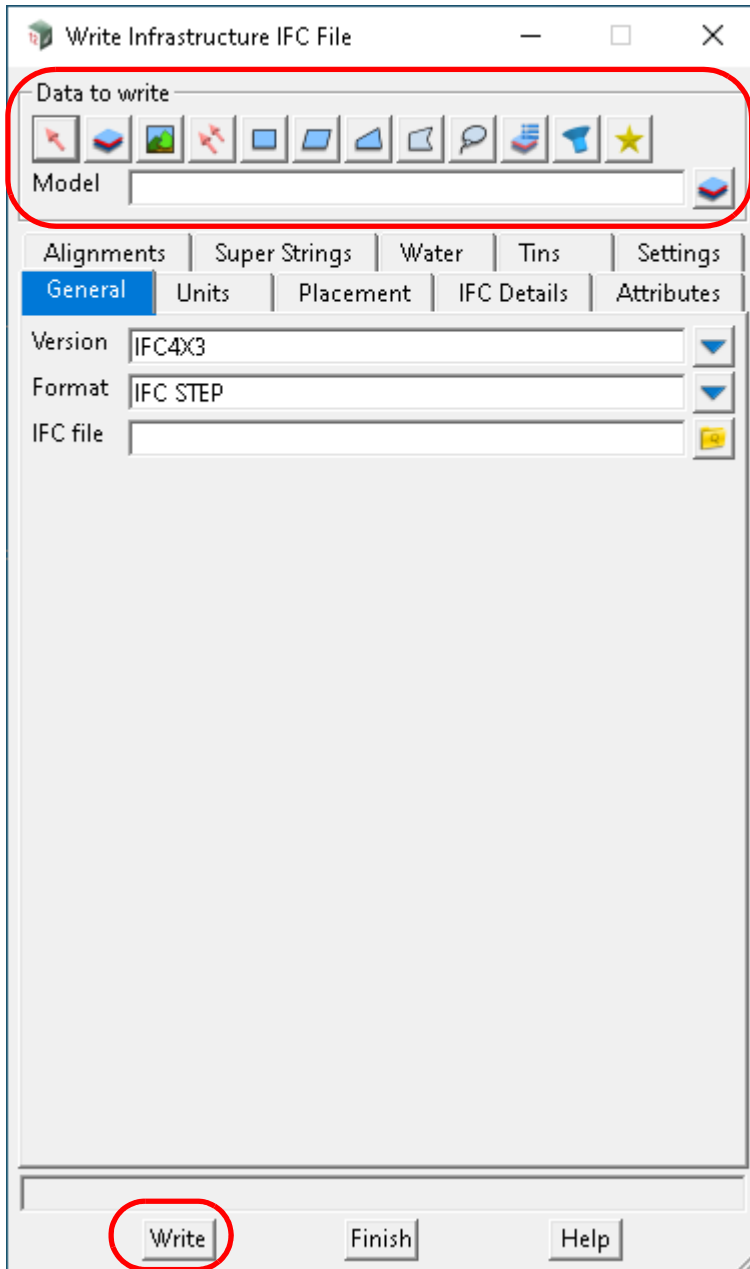 Write Infrastructure IFC File
Data to write
Model
Alignments Super Strings Water Tins Settings
General Units Placement IFC Details Attributes
Version IFC4X3
Format IFC STEP
IFC file
Write Finish Help